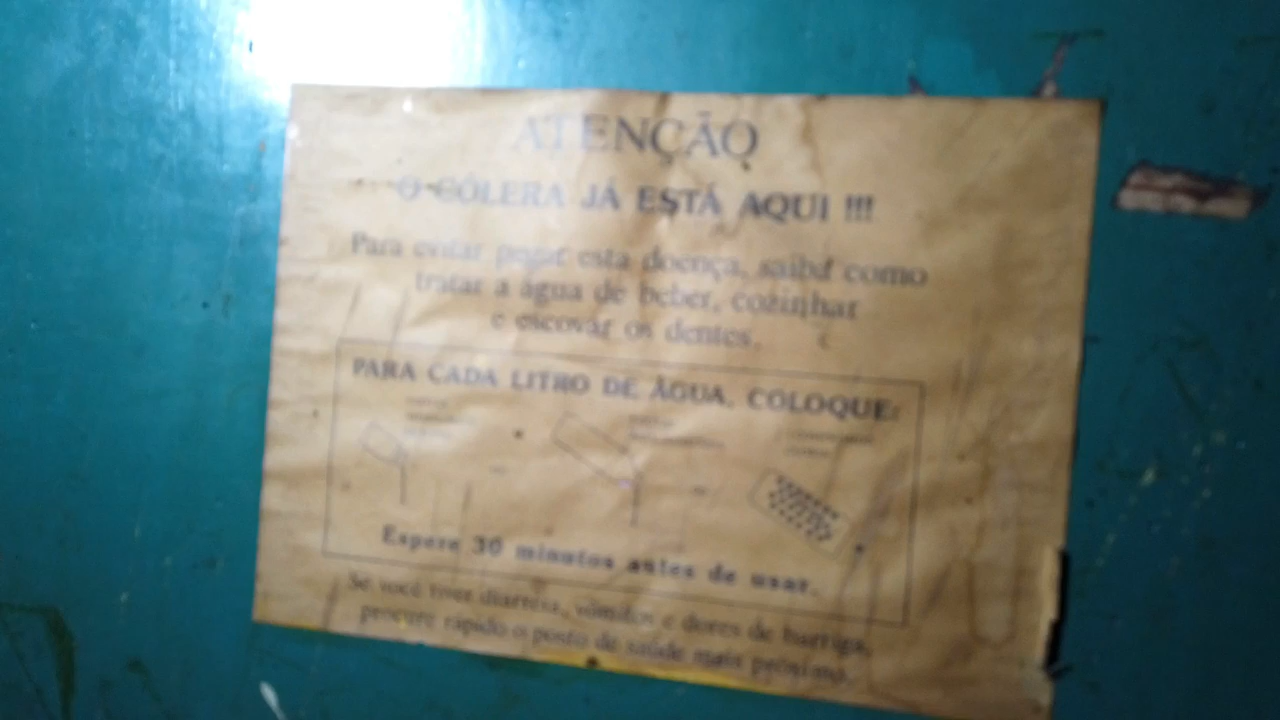 ATENÇÃO
O CÓLERA JÁ ESTÁ AQUI !!!
Para evitar pegar esta doença, saiba como
tratar a água de beber, cozinhar
e escovar os dentes.
PARA CADA LITRO DE ÁGUA, COLOQUE:
Espere 30 minutos antes de usar.
Se você tiver diarréia, vômitos e dores de barriga,
procure rápido o posto de saúde mais próximo.